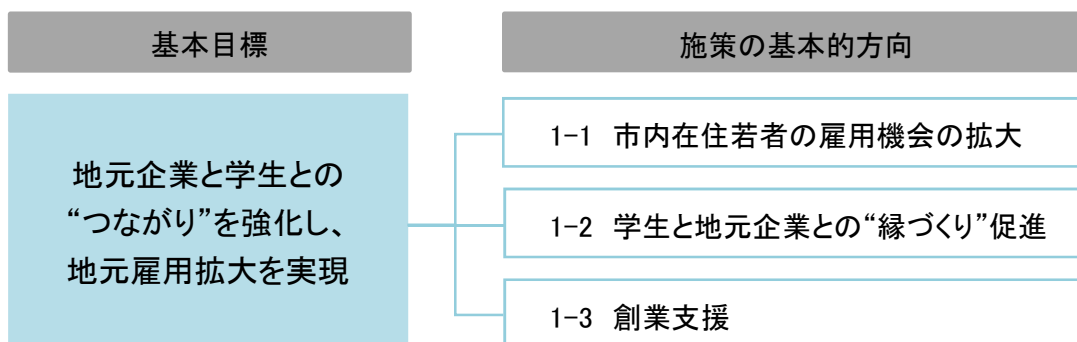 基本目標
施策の基本的方向
地元企業と学生との
“つながり”を強化し、
地元雇用拡大を実現
1-1 市内在住若者の雇用機会の拡大
1-2 学生と地元企業との“縁づくり”促進
1-3 創業支援